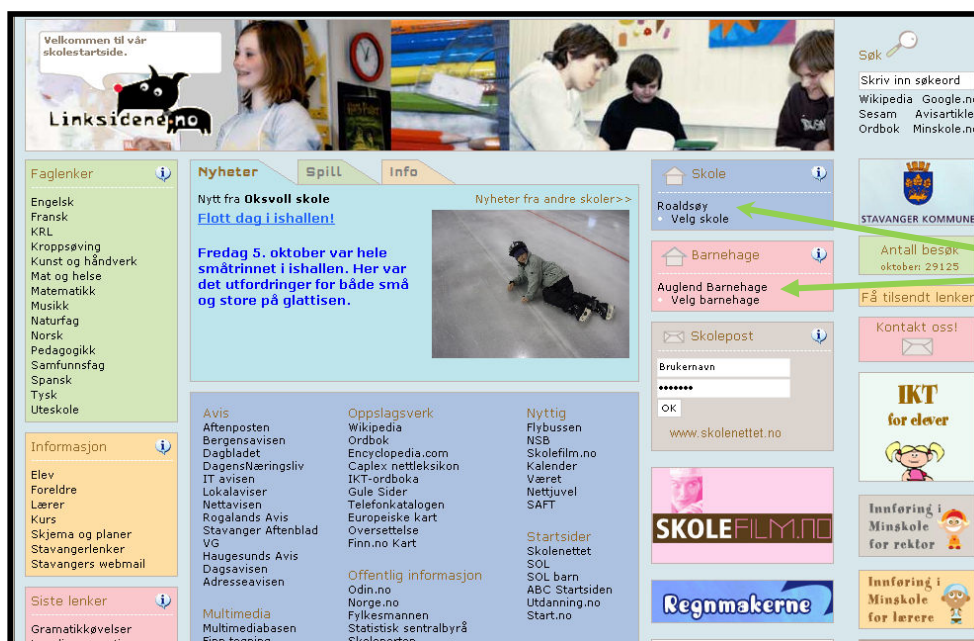 Velkommen til vår
skolestartside.
Linksidene.no
Søk
Skriv inn søkeord
Wikipedia Google.no
Sesam Avisartikle
Ordbok Minskole.no
Faglenker
Engelsk
Fransk
KRL
Kroppsøving
Kunst og håndverk
Mat og helse
Matematikk
Musikk
Naturfag
Norsk
Pedagogikk
Samfunnsfag
Spansk
Tysk
Uteskole
Informasjon
Elev
Foreldre
Lærer
Kurs
Skjema og planer
Stavangerlenker
Stavangers webmail
Siste lenker
Gramatikkøvelser
Nyheter Spill Info
Nytt fra Oksvoll skole
Nyheter fra andre skoler>>
Flott dag i ishallen!
Fredag 5. oktober var hele
småtrinnet i ishallen. Her var
det utfordringer for både små
og store på glattisen.
Avis
Aftenposten
Bergensavisen
Dagbladet
DagensNæringsliv
IT avisen
Lokalaviser
Nettavisen
Rogalands Avis
Stavanger Aftenblad
VG
Haugesunds Avis
Dagsavisen
Adresseavisen
Multimedia
Multimediabasen
Finn tegning
Oppslagsverk
Wikipedia
Ordbok
Encyclopedia.com
Caplex nettleksikon
IKT-ordboka
Gule Sider
Telefonkatalogen
Europeiske kart
Oversettelse
Finn.no Kart
Offentlig informasjon
Odin.no
Norge.no
Fylkesmannen
Statistisk sentralbyrå
Skoleporten
Nyttig
Flybussen
NSB
Skolefilm.no
Kalender
Været
Nettjuvel
SAFT
Startsider
Skolenettet
SOL
SOL barn
ABC Startsiden
Utdanning.no
Start.no
Skole
Roaldsøy
Velg skole
Barnehage
Auglend Barnehage
Velg barnehage
Skolepost
Brukernavn
•••••••
OK
www.skolenettet.no
SKOLEFILM.NO
Regnmakerne
STAVANGER KOMMUNE
Antall besøk
oktober: 29125
Få tilsendt lenker
Kontakt oss!
IKT
for elever
Innføring i
Minskole
for rektor
Innføring i
Minskole
for lærere